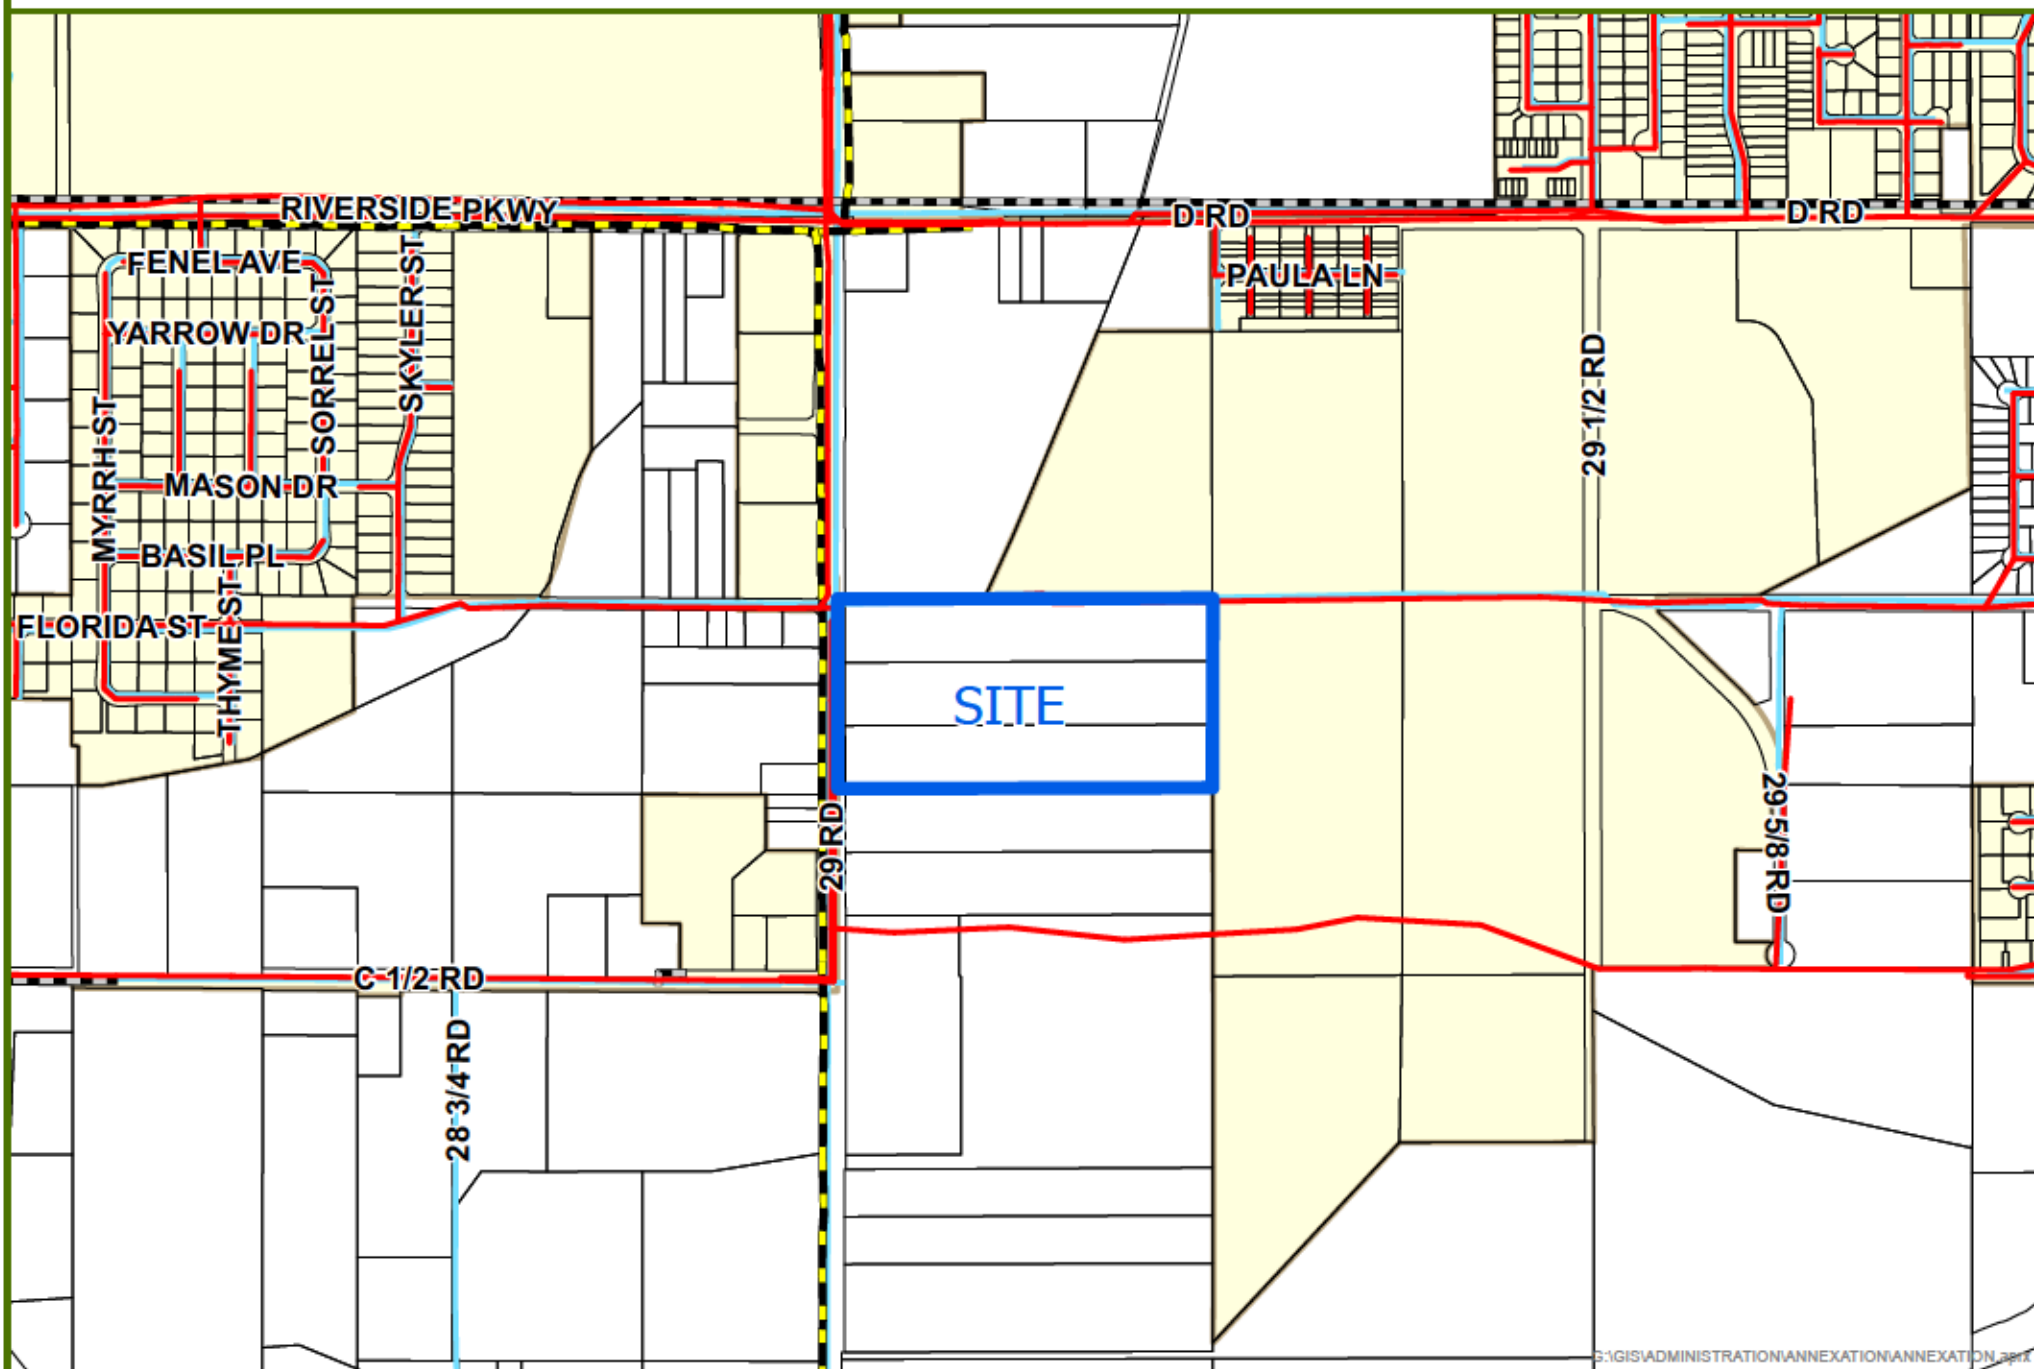 RIVERSIDE PKWY
D RD
D RD
FENEL AVE
PAULA LN
YARROW DR
SORREL ST
SKYLER ST
29 1/2 RD
MYRRH ST
MASON DR
BASIL PL
THYME ST
FLORIDA ST
SITE
29 RD
29 5/8 RD
C 1/2 RD
28 3/4 RD
G:\GIS\ADMINISTRATION\ANNEXATION\ANNEXATION.aprx